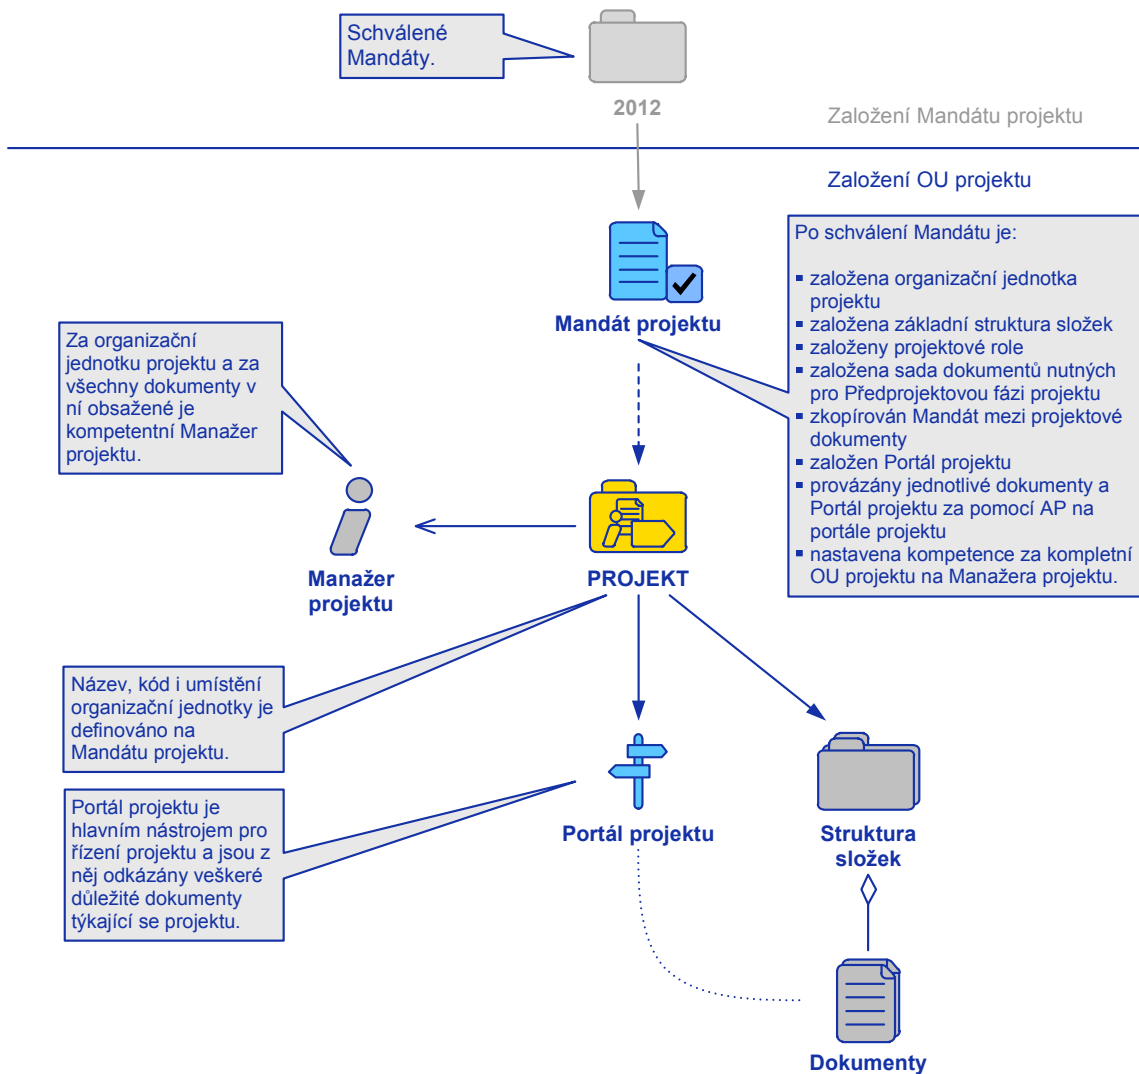 Schválené
Mandáty.
2012
Založení Mandátu projektu
Založení OU projektu
Po schválení Mandátu je:
▪ založena organizační jednotka
projektu
▪ založena základní struktura složek
▪ založeny projektové role
▪ založena sada dokumentů nutných
pro Předprojektovou fázi projektu
▪ zkopírován Mandát mezi projektové
dokumenty
▪ založen Portál projektu
▪ provázány jednotlivé dokumenty a
Portál projektu za pomocí AP na
portále projektu
▪ nastavena kompetence za kompletní
OU projektu na Manažera projektu.
Mandát projektu
Za organizační
jednotku projektu a za
všechny dokumenty v
ní obsažené je
kompetentní Manažer
projektu.
Manažer
projektu
PROJEKT
Název, kód i umístění
organizační jednotky je
definováno na
Mandátu projektu.
Portál projektu je
hlavním nástrojem pro
řízení projektu a jsou z
něj odkázány veškeré
důležité dokumenty
týkající se projektu.
Portál projektu
Struktura
složek
Dokumenty